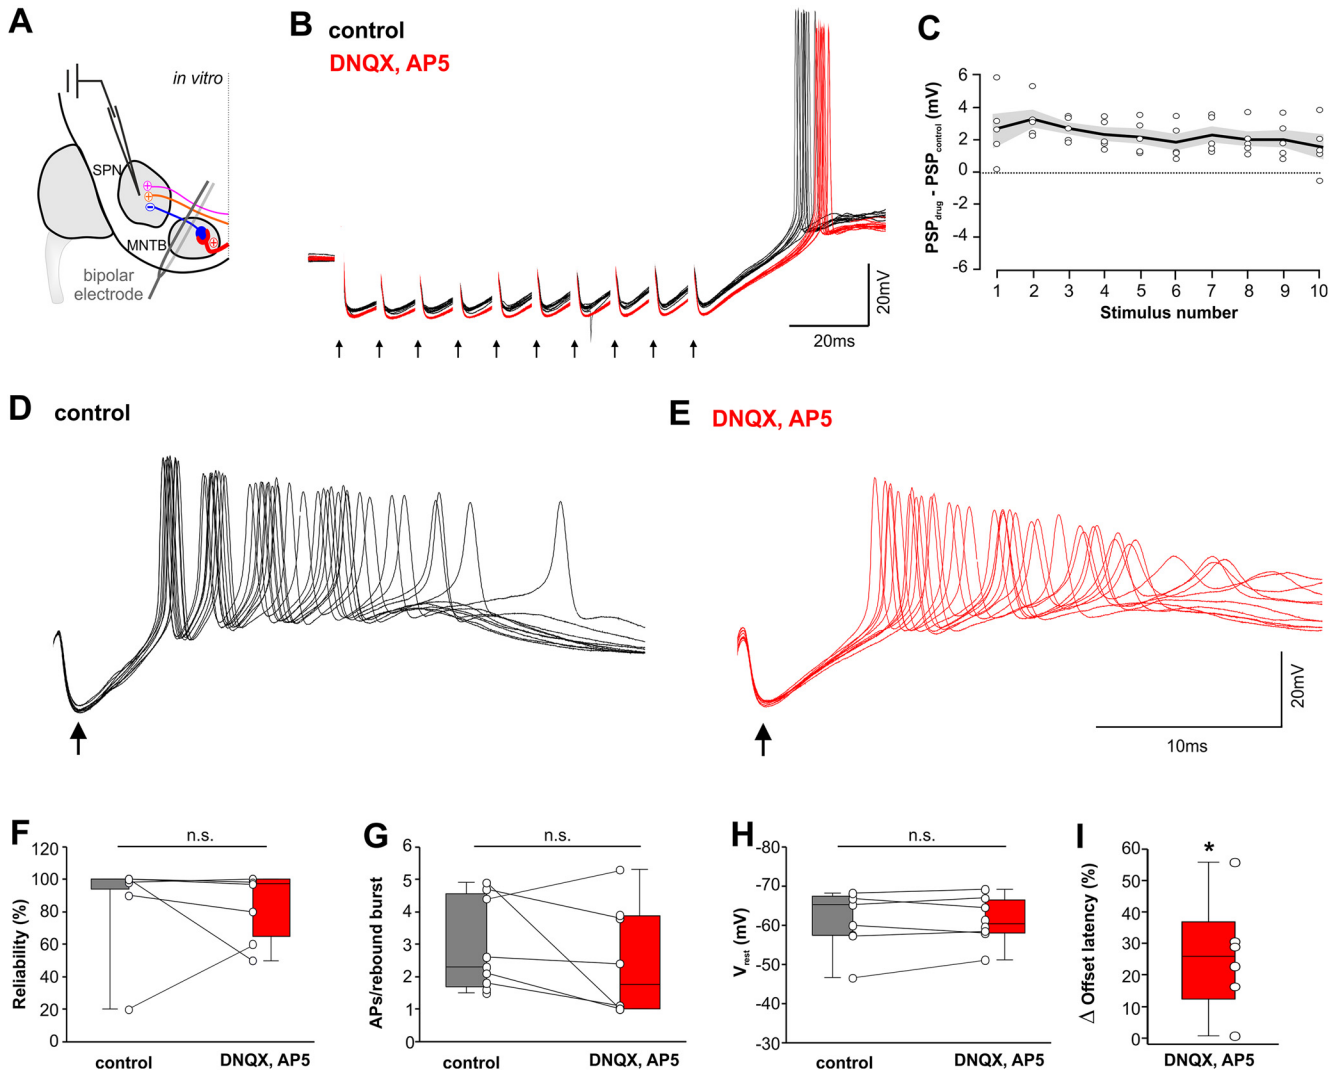 A
in vitro
SPN
+
+
−
MNTB
+
bipolar
electrode
B
control
DNQX, AP5
20mV
20ms
C
PSPdrug - PSPcontrol (mV)
6
4
2
0
-2
-4
-6
1 2 3 4 5 6 7 8 9 10
Stimulus number
D
control
E
DNQX, AP5
20mV
10ms
F
n.s.
Reliability (%)
120
100
80
60
40
20
0
control
DNQX, AP5
G
n.s.
APs/rebound burst
6
5
4
3
2
1
0
control
DNQX, AP5
H
n.s.
Vrest (mV)
-80
-70
-60
-50
-40
-30
control
DNQX, AP5
I
*
Δ Offset latency (%)
60
50
40
30
20
10
0
DNQX, AP5